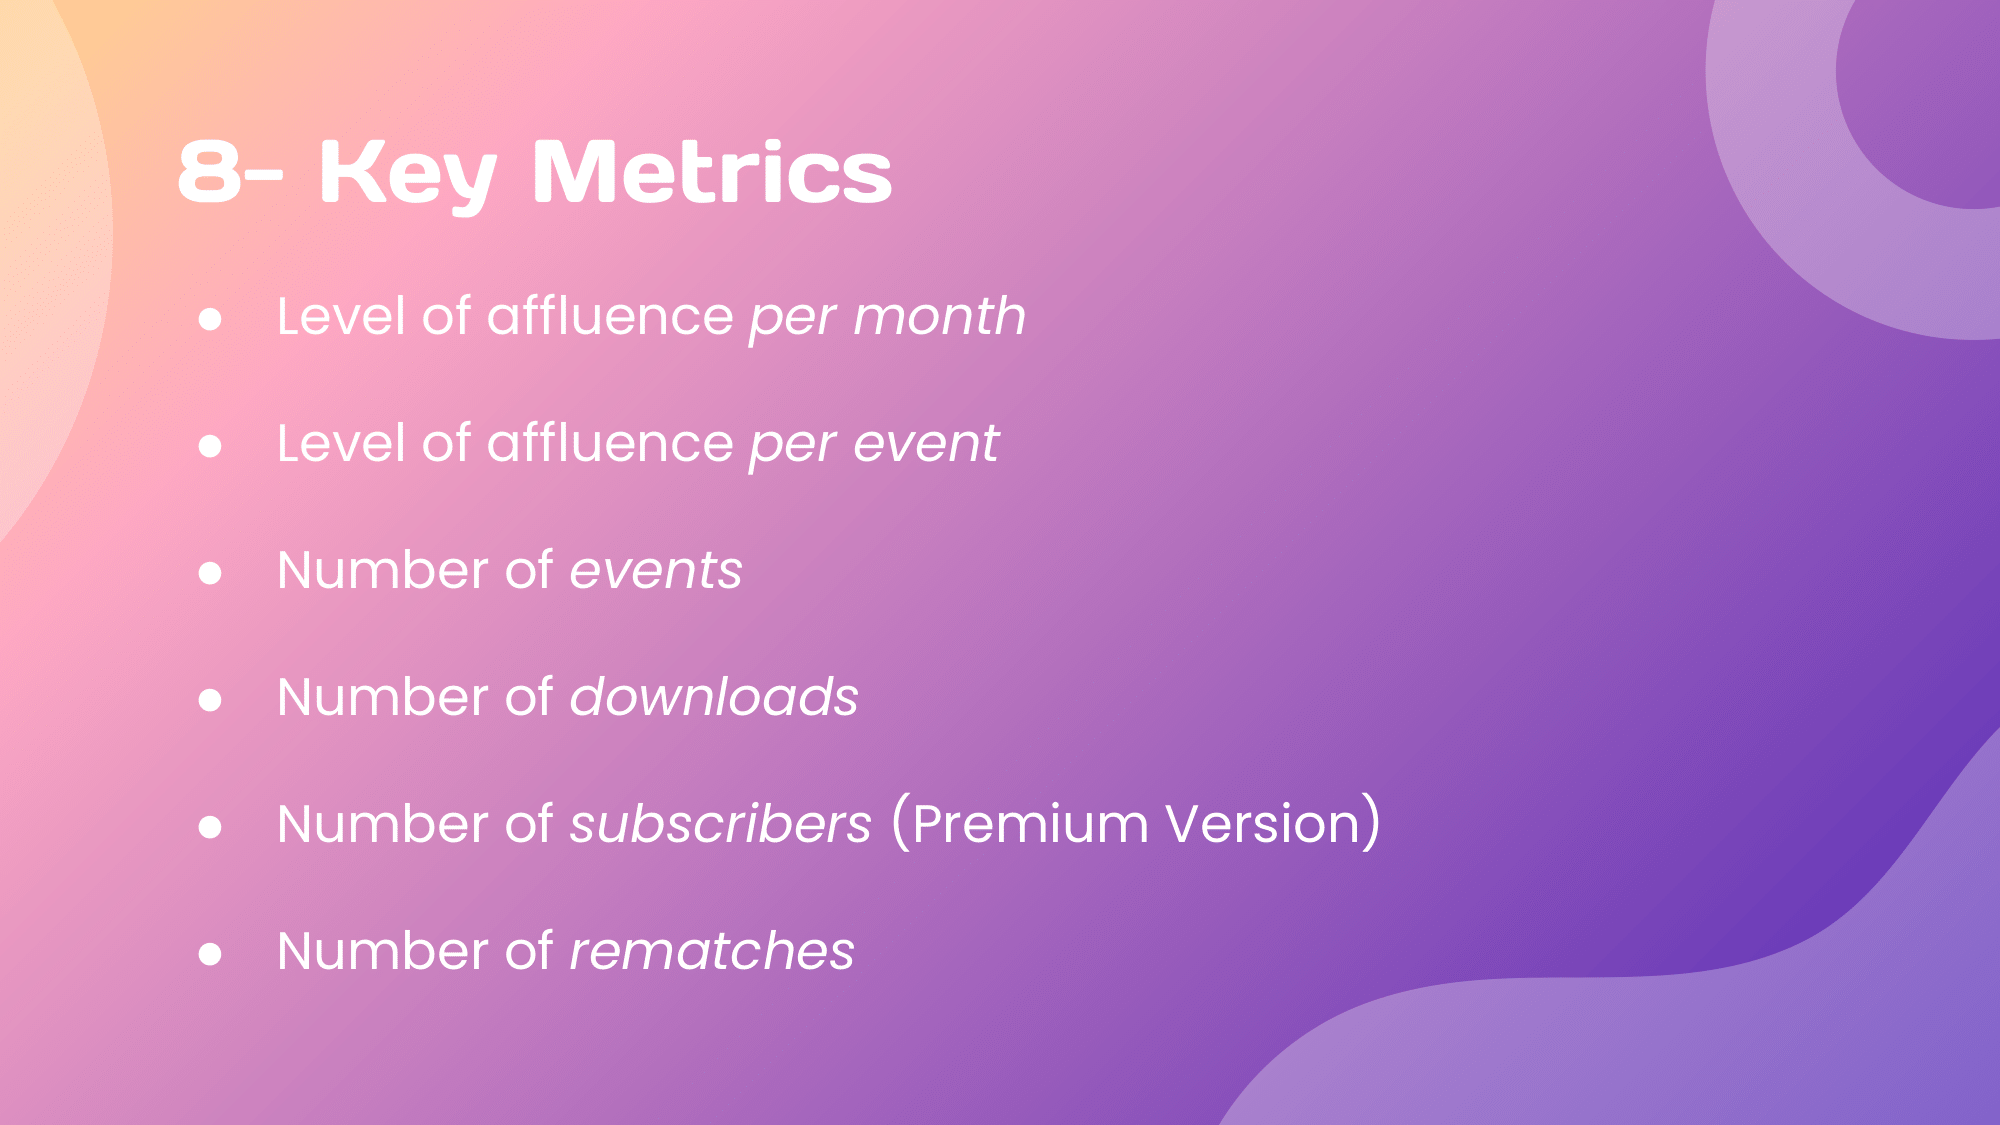 8- Key Metrics
● Level of affluence per month
● Level of affluence per event
● Number of events
● Number of downloads
● Number of subscribers (Premium Version)
● Number of rematches